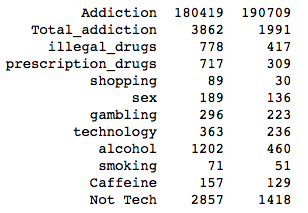 Addiction 180419 190709
Total_addiction 3862 1991
illegal_drugs 778 417
prescription_drugs 717 309
shopping 89 30
sex 189 136
gambling 296 223
technology 363 236
alcohol 1202 460
smoking 71 51
Caffeine 157 129
Not Tech 2857 1418